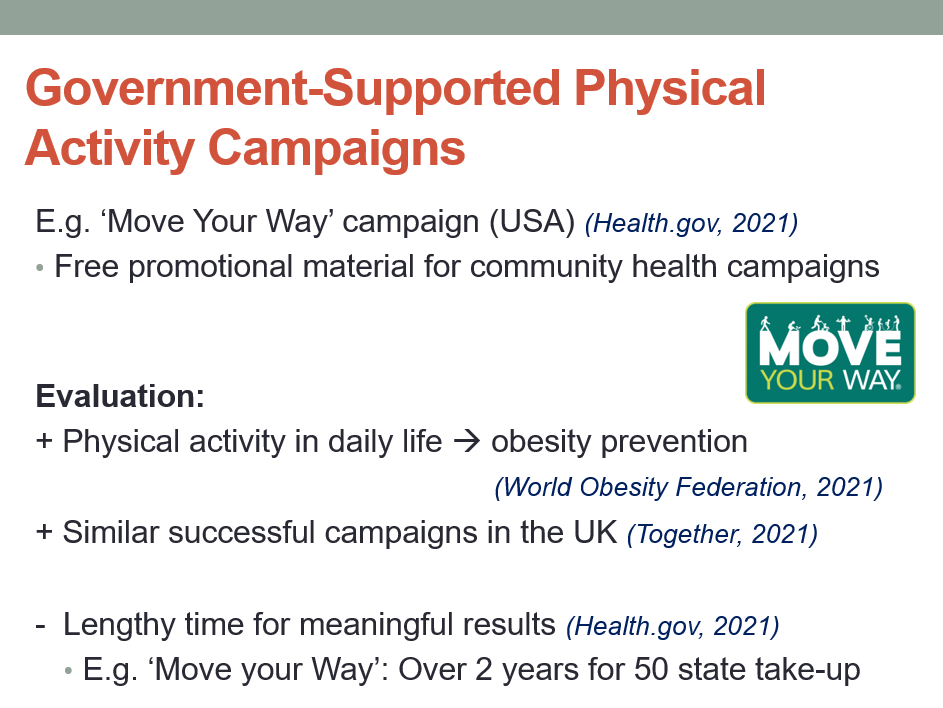 Government-Supported Physical
Activity Campaigns
E.g. ‘Move Your Way’ campaign (USA) (Health.gov, 2021)
• Free promotional material for community health campaigns
MOVE
YOUR WAY®
Evaluation:
+ Physical activity in daily life → obesity prevention
(World Obesity Federation, 2021)
+ Similar successful campaigns in the UK (Together, 2021)
- Lengthy time for meaningful results (Health.gov, 2021)
• E.g. ‘Move your Way’: Over 2 years for 50 state take-up